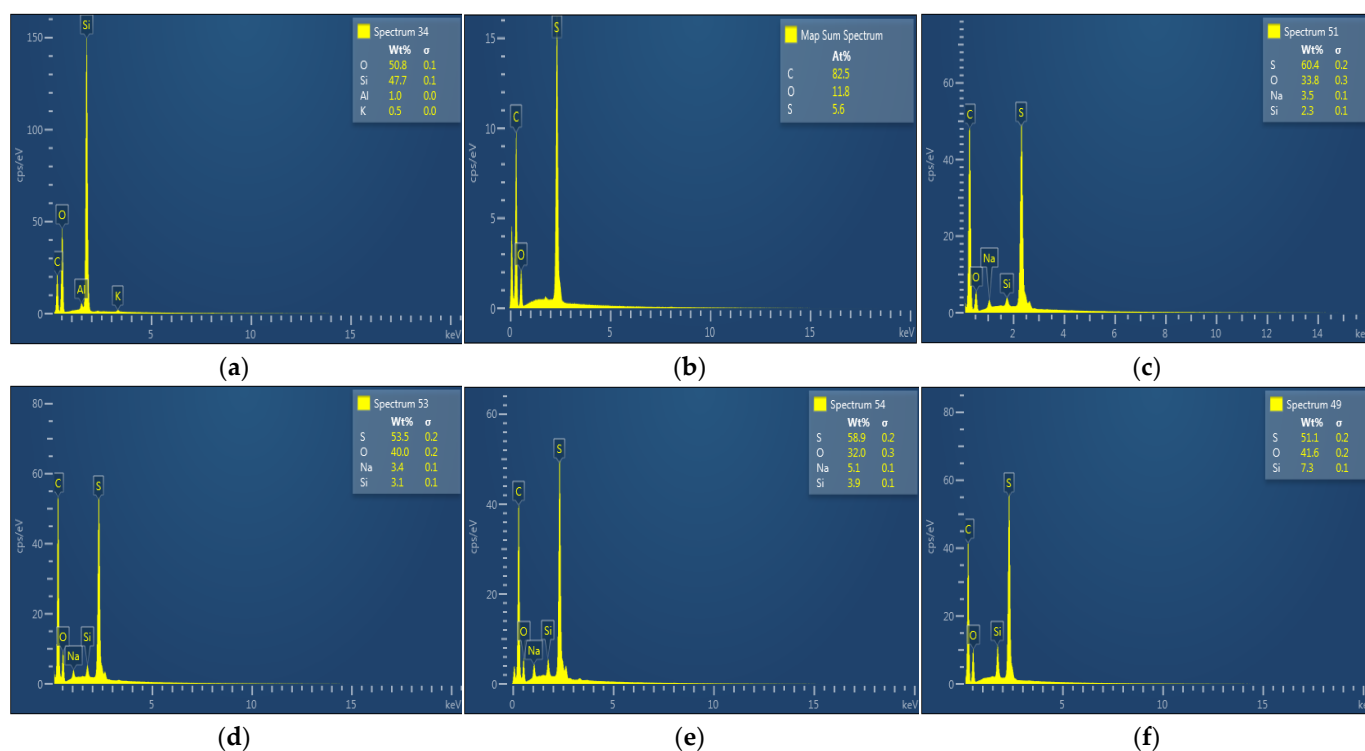 Spectrum 34
Wt% σ
O 50.8 0.1
Si 47.7 0.1
Al 1.0 0.0
K 0.5 0.0
cps/eV
150
100
50
0
Si
O
C
Al
K
5
15
keV
(a)
Map Sum Spectrum
At%
C 82.5
O 11.8
S 5.6
cps/eV
15
10
5
0
S
C
O
0
10
20
keV
(b)
Spectrum 51
Wt% σ
S 60.4 0.2
O 33.8 0.3
Na 3.5 0.1
Si 2.3 0.1
cps/eV
60
40
20
0
C
S
O
Na
Si
2
4
6
8
10
12
14
ke
(c)
Spectrum 53
Wt% σ
S 53.5 0.2
O 40.0 0.2
Na 3.4 0.1
Si 3.1 0.1
cps/eV
80
60
40
20
0
C
S
O
Si
Na
5
15
keV
(d)
Spectrum 54
Wt% σ
S 58.9 0.2
O 32.0 0.3
Na 5.1 0.1
Si 3.9 0.1
cps/eV
60
40
20
0
S
C
O
Si
Na
0
10
keV
(e)
Spectrum 49
Wt% σ
S 51.1 0.2
O 41.6 0.2
Si 7.3 0.1
cps/eV
80
60
40
20
0
S
C
O
Si
5
15
keV
(f)